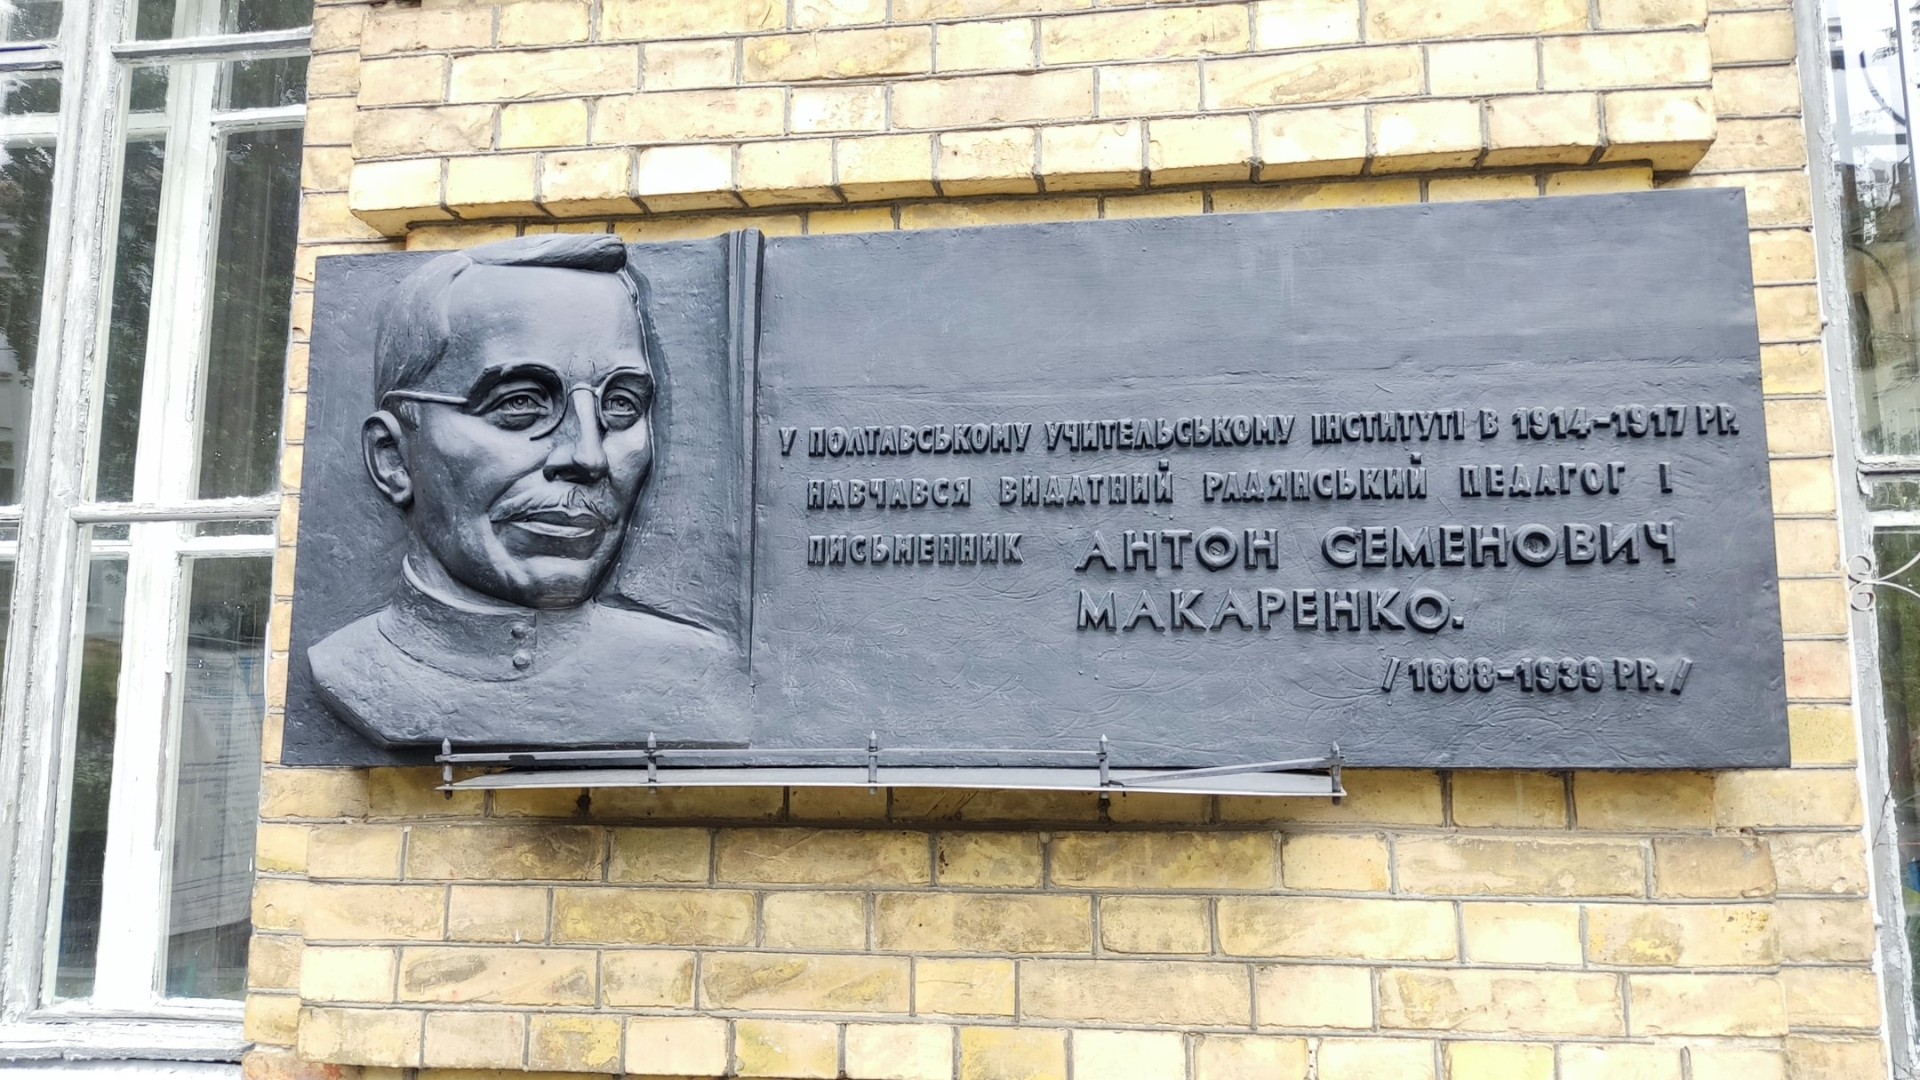 У ПОЛТАВСЬКОМУ УЧИТЕЛЬСЬКОМУ ІНСТИТУТІ В 1914-1917 РР.
НАВЧАВСЯ ВИДАТНИЙ РАДЯНСЬКИЙ ПЕДАГОГ І
ПИСЬМЕННИК АНТОН СЕМЕНОВИЧ
МАКАРЕНКО.
/1888-1939 РР./